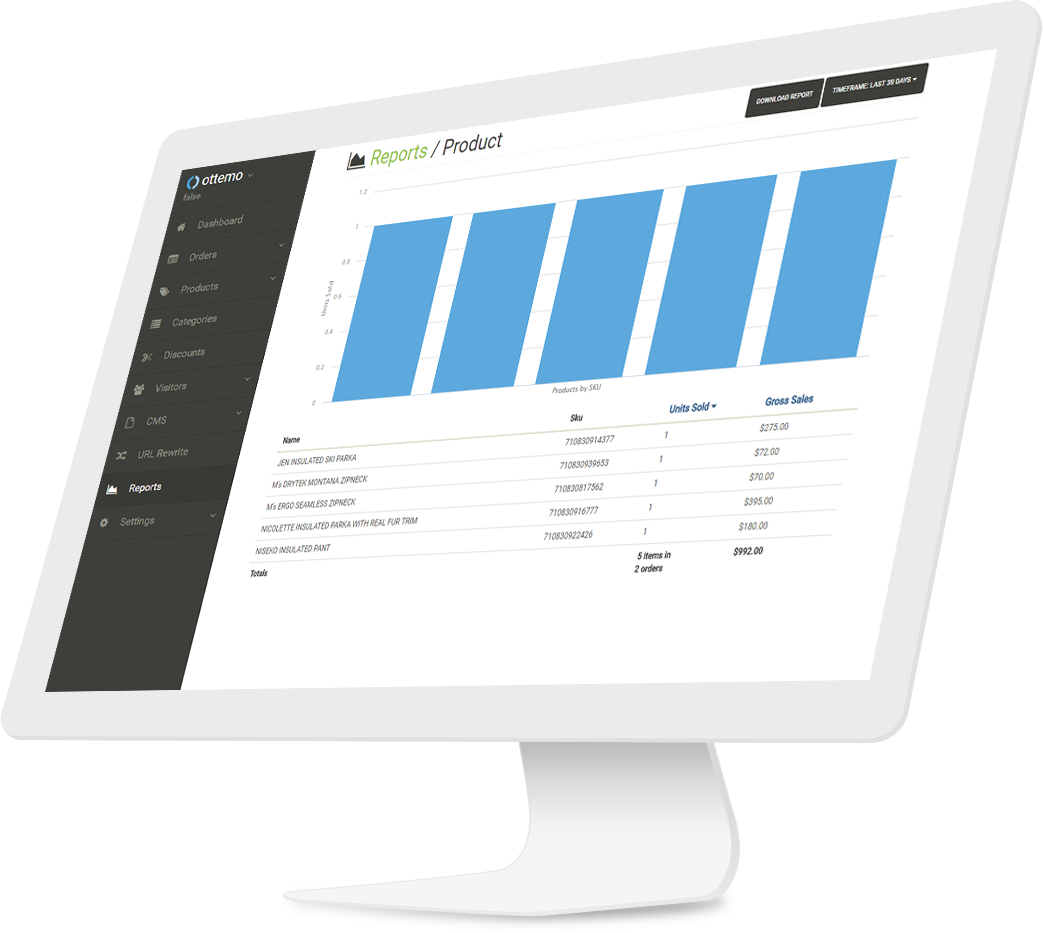 ottemo
false
Dashboard
Orders
Products
Categories
Discounts
Visitors
CMS
URL Rewrite
Reports
Settings
Reports / Product
DOWNLOAD REPORT
TIMEFRAME: LAST 30 DAYS
1.2
1
0.8
0.6
0.4
0.2
0
Units Sold
Products by SKU
Name Sku Units Sold Gross Sales
JEN INSULATED SKI PARKA 710830914377 1 $275.00
M's DRYTEK MONTANA ZIPNECK 710830939653 1 $72.00
M's ERGO SEAMLESS ZIPNECK 710830817562 1 $70.00
NICOLETTE INSULATED PARKA WITH REAL FUR TRIM 710830916777 1 $395.00
NISEKO INSULATED PANT 710830922426 1 $180.00
Totals 5 items in $992.00
2 orders